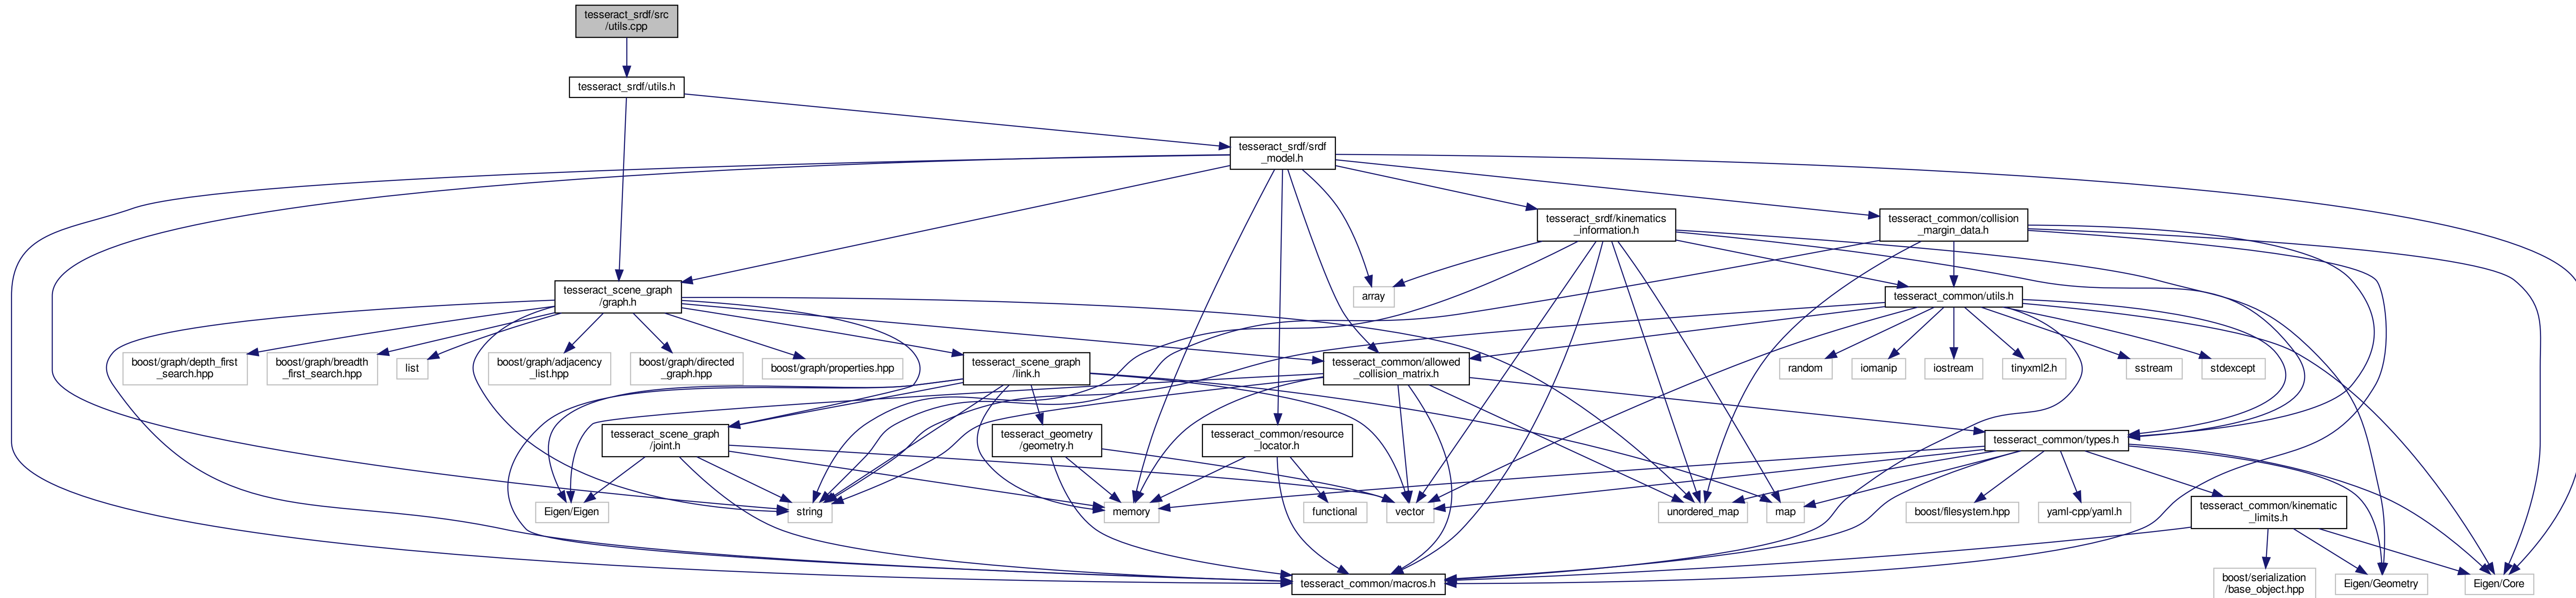 tesseract_srdf/src
/utils.cpp
tesseract_srdf/utils.h
tesseract_srdf/srdf
_model.h
tesseract_srdf/kinematics
_information.h
tesseract_common/collision
_margin_data.h
tesseract_scene_graph
/graph.h
array
tesseract_common/utils.h
boost/graph/depth_first
_search.hpp
boost/graph/breadth
_first_search.hpp
list
boost/graph/adjacency
_list.hpp
boost/graph/directed
_graph.hpp
boost/graph/properties.hpp
tesseract_scene_graph
/link.h
tesseract_common/allowed
_collision_matrix.h
random
iomanip
iostream
tinyxml2.h
sstream
stdexcept
tesseract_scene_graph
/joint.h
tesseract_geometry
/geometry.h
tesseract_common/resource
_locator.h
tesseract_common/types.h
Eigen/Eigen
string
memory
functional
vector
unordered_map
map
boost/filesystem.hpp
yaml-cpp/yaml.h
tesseract_common/kinematic
_limits.h
tesseract_common/macros.h
boost/serialization
/base_object.hpp
Eigen/Geometry
Eigen/Core